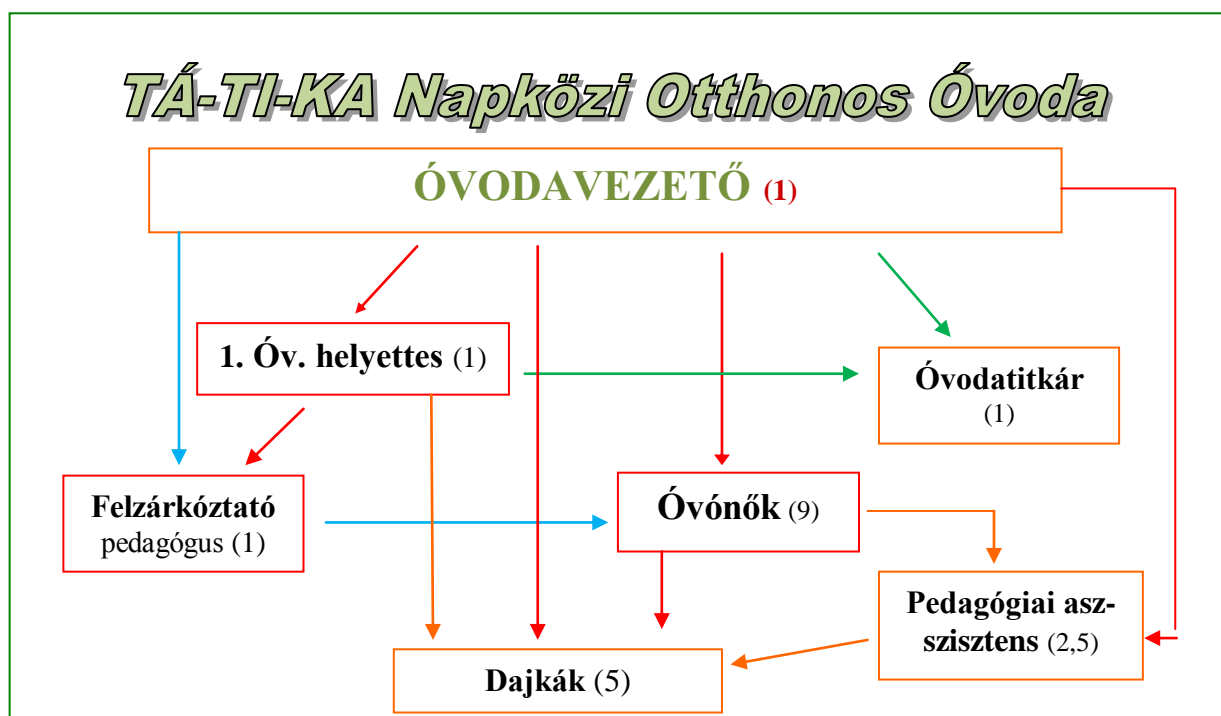 TÁ-TI-KA Napközi Otthonos Óvoda
ÓVODAVEZETŐ (1)
1. Óv. helyettes (1)
Óvodatitkár
(1)
Felzárkóztató
pedagógus (1)
Óvónők (9)
Pedagógiai asz-
szisztens (2,5)
Dajkák (5)